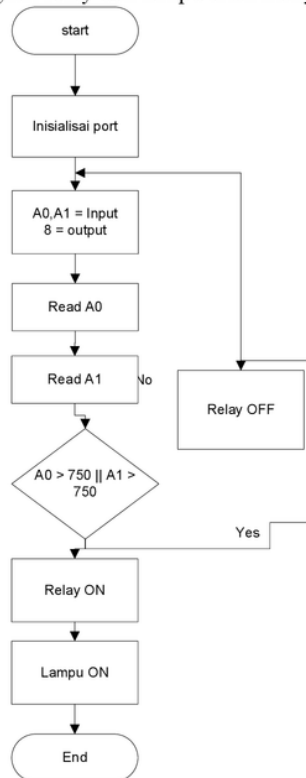 start
Inisialisai port
A0,A1 = Input
8 = output
Read A0
Read A1
No
Relay OFF
A0 > 750 || A1 >
750
Yes
Relay ON
Lampu ON
End